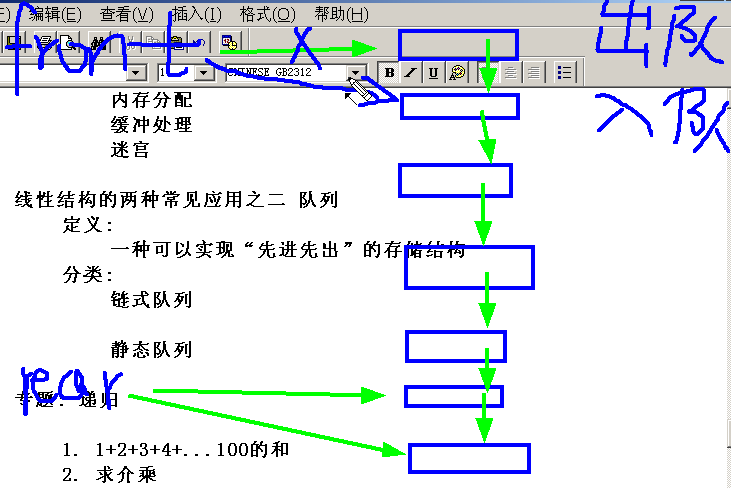 编辑(E) 查看(V) 插入(I) 格式(O) 帮助(H)
front X 出队
CHINESE_GB2312 B I U
入队
内存分配
缓冲处理
迷宫
线性结构的两种常见应用之二 队列
定义:
一种可以实现“先进先出”的存储结构
分类:
链式队列
静态队列
rear
专题: 递归
1. 1+2+3+4+...100的和
2. 求介乘